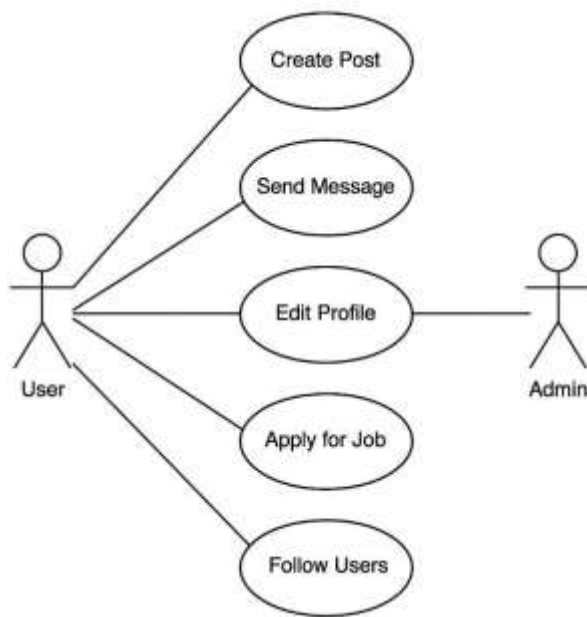 Create Post
Send Message
Edit Profile
User
Admin
Apply for Job
Follow Users